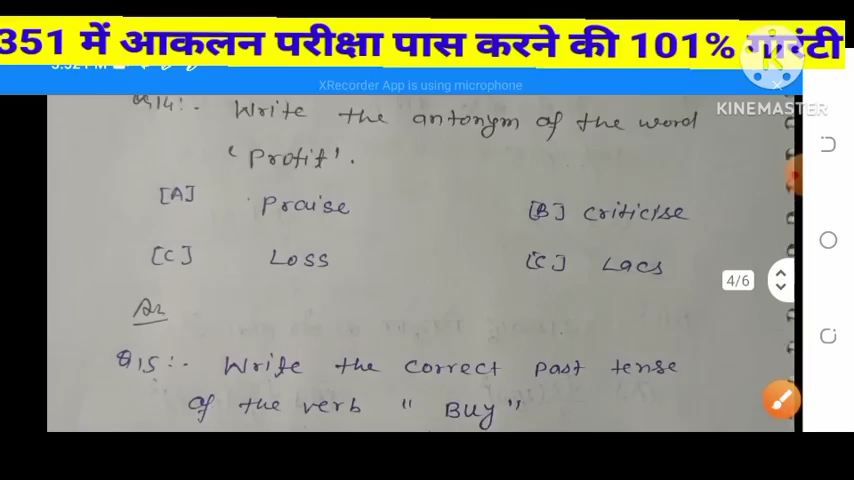 351 में आकलन परीक्षा पास करने की 101% गारंटी
XRecorder App is using microphone
KINEMASTER
Q14:- Write the antonym of the word
'Profit'.
[A] Praise [B] Criticise
[C] Loss [C] Lacs
4/6
Q15:- Write the correct past tense
of the verb " Buy"